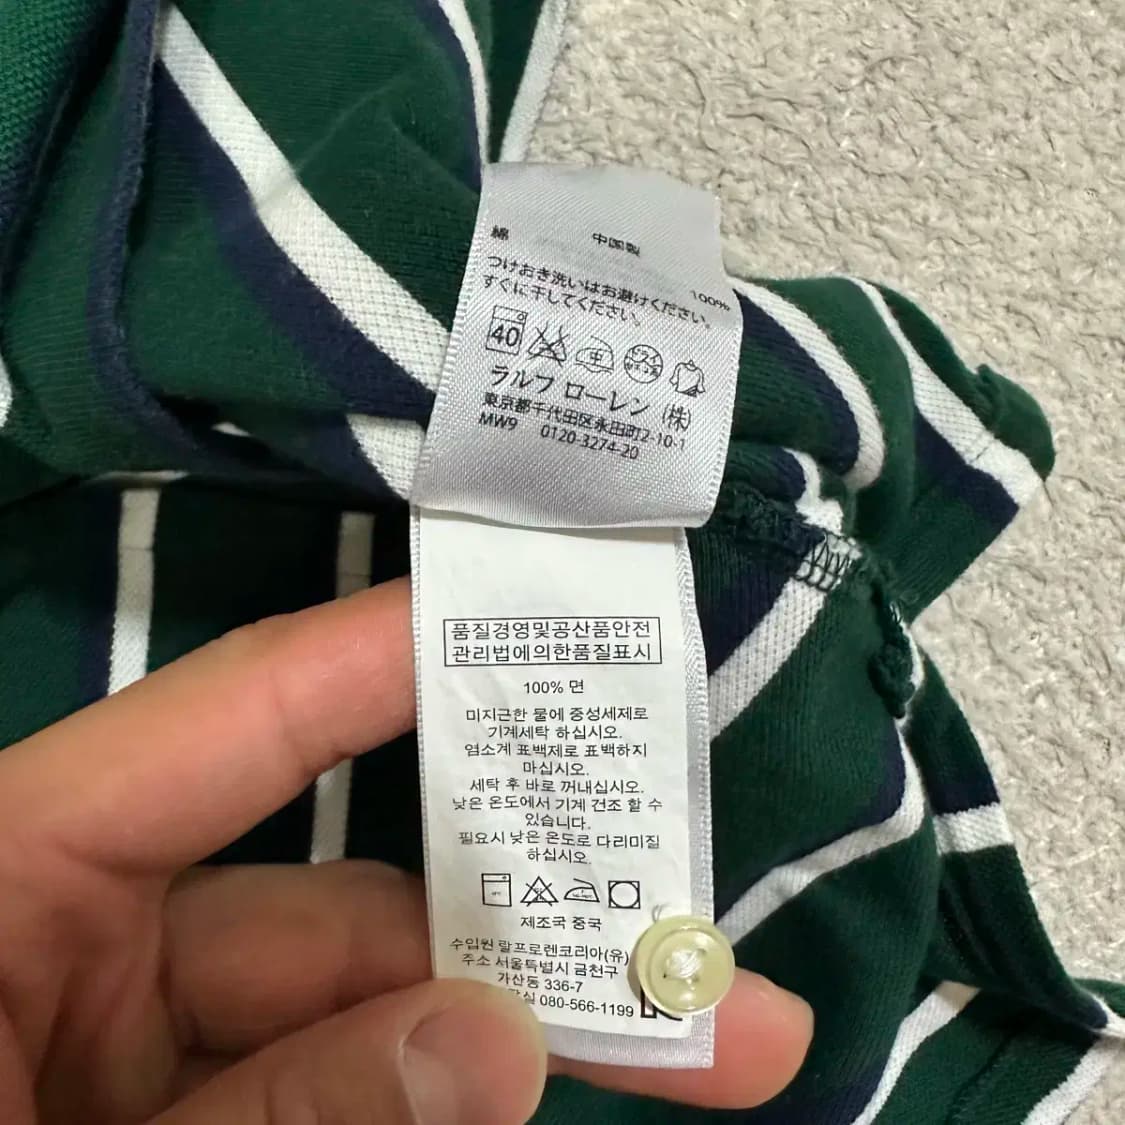 綿 中国製
100%
つけおき洗いはお避けください。
すぐに干してください。
40 中
ラルフ ローレン (株)
東京都千代田区永田町2-10-1
MW9 0120-3274-20
품질경영및공산품안전
관리법에의한품질표시
100% 면
미지근한 물에 중성세제로
기계세탁 하십시오.
염소계 표백제로 표백하지
마십시오.
세탁 후 바로 꺼내십시오.
낮은 온도에서 기계 건조 할 수
있습니다.
필요시 낮은 온도로 다리미질
하십시오.
제조국 중국
수입원 랄프로렌코리아(유)
주소 서울특별시 금천구
가산동 336-7
080-566-1199